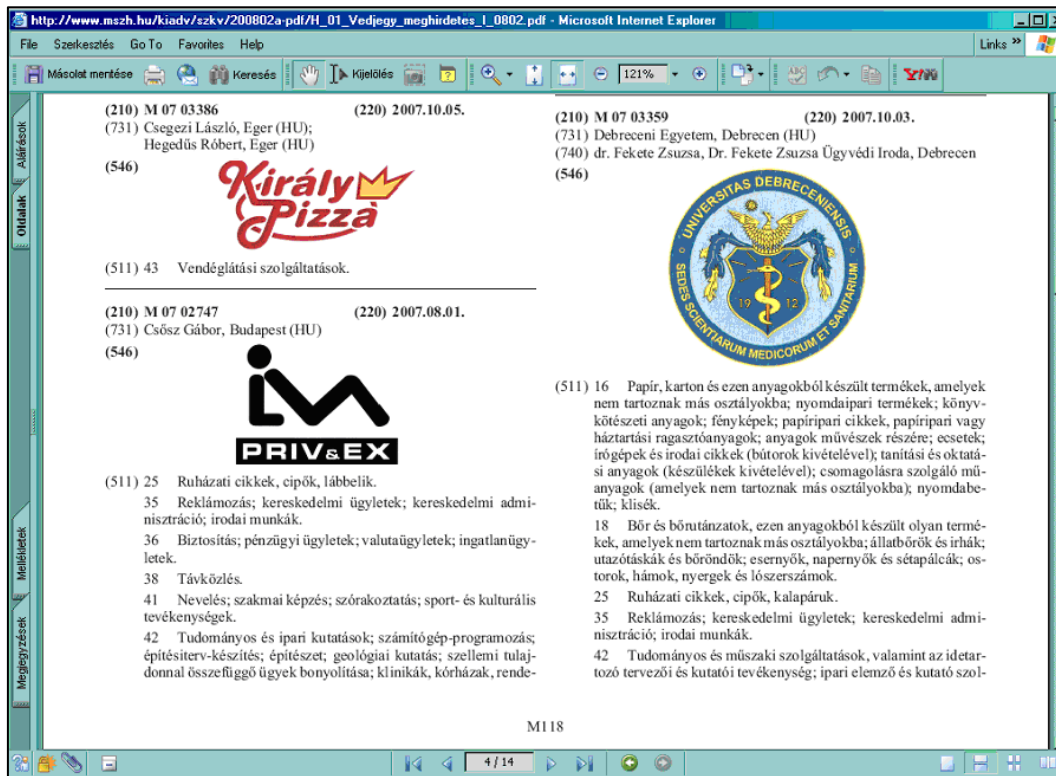 http://www.mszh.hu/kiadv/szkv/200802a-pdf/H_01_Vedjegy_meghirdetes_I_0802.pdf - Microsoft Internet Explorer
File Szerkesztés Go To Favorites Help Links »
Másolat mentése Keresés Kijelölés 121%
Aláírások
Oldalak
Mellékletek
Megjegyzések
(210) M 07 03386 (220) 2007.10.05.
(731) Csegezi László, Eger (HU);
Hegedűs Róbert, Eger (HU)
(546)
Király
Pizza
(511) 43 Vendéglátási szolgáltatások.
(210) M 07 02747 (220) 2007.08.01.
(731) Csősz Gábor, Budapest (HU)
(546)
PRIV&EX
(511) 25 Ruházati cikkek, cipők, lábbelik.
35 Reklámozás; kereskedelmi ügyletek; kereskedelmi admi-
nisztráció; irodai munkák.
36 Biztosítás; pénzügyi ügyletek; valutaügyletek; ingatlanügy-
letek.
38 Távközlés.
41 Nevelés; szakmai képzés; szórakoztatás; sport- és kulturális
tevékenységek.
42 Tudományos és ipari kutatások; számítógép-programozás;
építésiterv-készítés; építészet; geológiai kutatás; szellemi tulaj-
donnal összefüggő ügyek bonyolítása; klinikák, kórházak, rende-
(210) M 07 03359 (220) 2007.10.03.
(731) Debreceni Egyetem, Debrecen (HU)
(740) dr. Fekete Zsuzsa, Dr. Fekete Zsuzsa Ügyvédi Iroda, Debrecen
(546)
UNIVERSITAS DEBRECENIENSIS
SEDES SCIENTIARUM MEDICORUM ET SANITARIUM
19 12
(511) 16 Papír, karton és ezen anyagokból készült termékek, amelyek
nem tartoznak más osztályokba; nyomdaipari termékek; könyv-
kötészeti anyagok; fényképek; papíripari cikkek, papíripari vagy
háztartási ragasztóanyagok; anyagok művészek részére; ecsetek;
írógépek és irodai cikkek (bútorok kivételével); tanítási és oktatá-
si anyagok (készülékek kivételével); csomagolásra szolgáló mű-
anyagok (amelyek nem tartoznak más osztályokba); nyomdabe-
tűk; klisék.
18 Bőr és bőrutánzatok, ezen anyagokból készült olyan termé-
kek, amelyek nem tartoznak más osztályokba; állatbőrök és irhák;
utazótáskák és bőröndök; esernyők, napernyők és sétapálcák; os-
torok, hámok, nyergek és lószerszámok.
25 Ruházati cikkek, cipők, kalapáruk.
35 Reklámozás; kereskedelmi ügyletek; kereskedelmi admi-
nisztráció; irodai munkák.
42 Tudományos és műszaki szolgáltatások, valamint az idetar-
tozó tervezői és kutatói tevékenység; ipari elemző és kutató szol-
M118
4 / 14